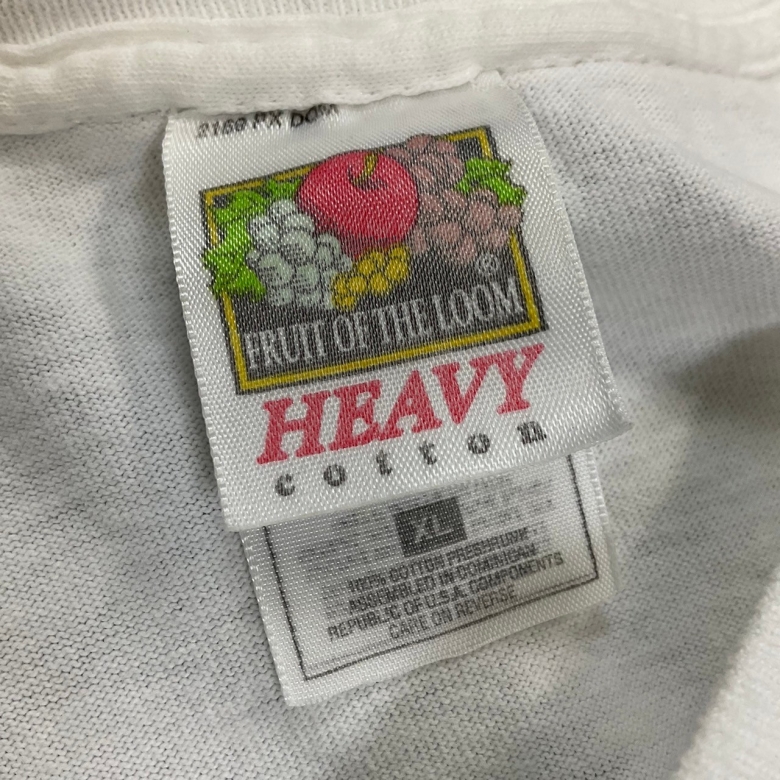 FRUIT OF THE LOOM
®
HEAVY
cotton
XL
100% COTTON PRESHRUNK
ASSEMBLED IN DOMINICAN
REPUBLIC OF U.S.A. COMPONENTS
CARE ON REVERSE